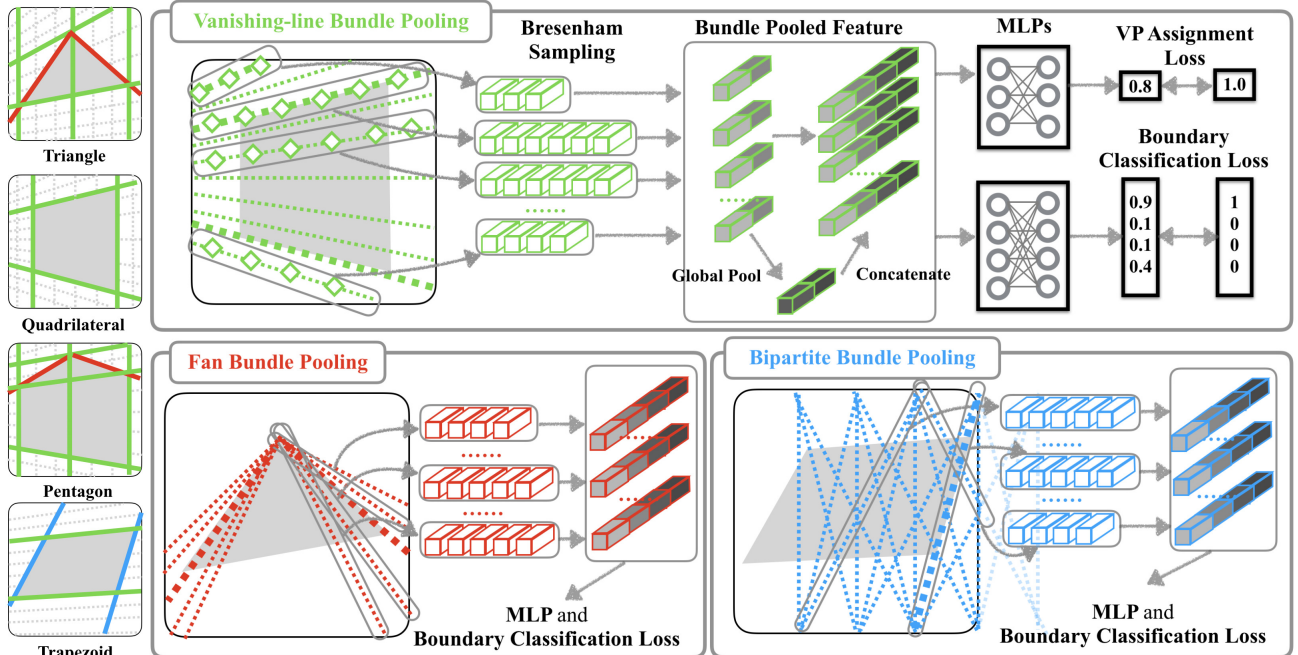 Triangle
Quadrilateral
Pentagon
Trapezoid
Vanishing-line Bundle Pooling
Bresenham
Sampling
Bundle Pooled Feature
Global Pool
Concatenate
MLPs
VP Assignment
Loss
0.8
1.0
Boundary
Classification Loss
0.9 1
0.1 0
0.1 0
0.4 0
Fan Bundle Pooling
MLP and
Boundary Classification Loss
Bipartite Bundle Pooling
MLP and
Boundary Classification Loss